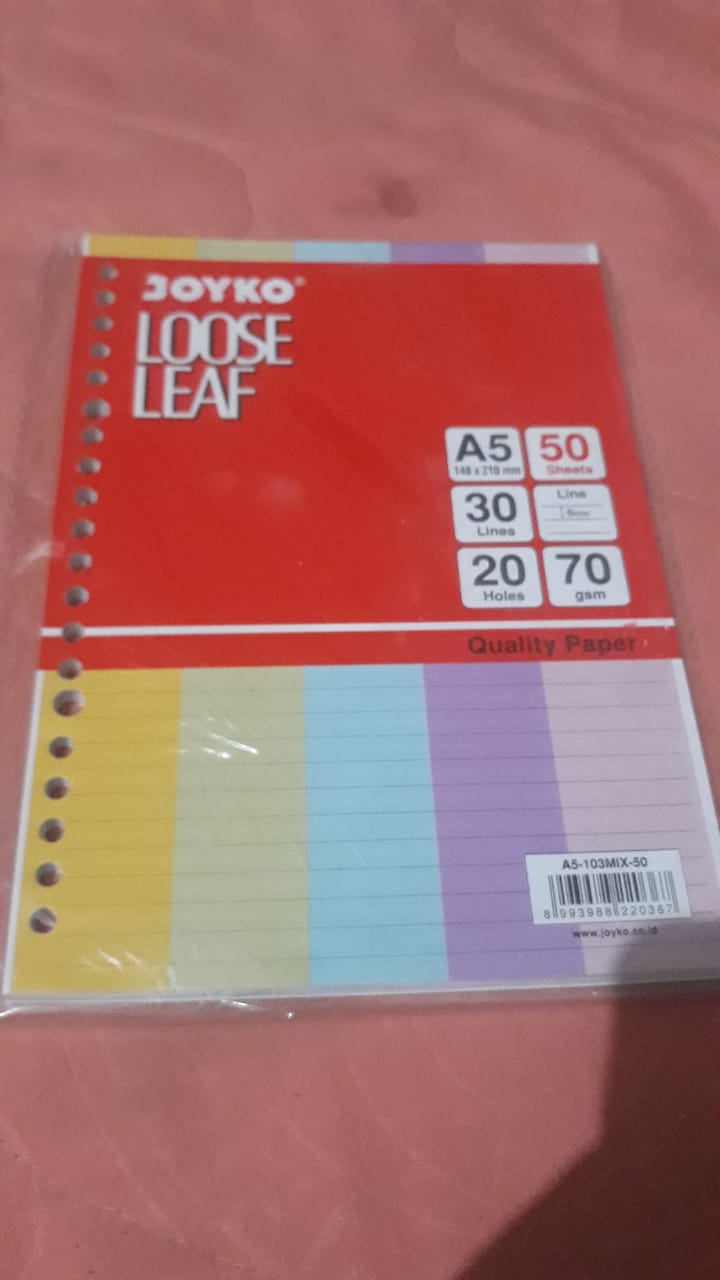 JOYKO®
LOOSE
LEAF
A5
148 x 210 mm
50
Sheets
30
Lines
Line
6mm
20
Holes
70
gsm
Quality Paper
A5-103MIX-50
8 993988 220367
www.joyko.co.id